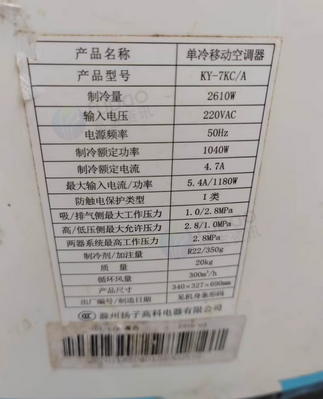 产品名称 单冷移动空调器
产品型号 KY-7KC/A
制冷量 2610W
输入电压 220VAC
电源频率 50Hz
制冷额定功率 1040W
制冷额定电流 4.7A
最大输入电流/功率 5.4A/1180W
防触电保护类型 I类
吸/排气侧最大工作压力 1.0/2.8MPa
高/低压侧最大允许压力 2.8/1.0MPa
两器系统最高工作压力 2.8MPa
制冷剂/加注量 R22/350g
质量 20kg
循环风量 300m³/h
产品尺寸 340×327×690mm
出厂编号/制造日期 见机身条形码
滁州扬子高科电器有限公司